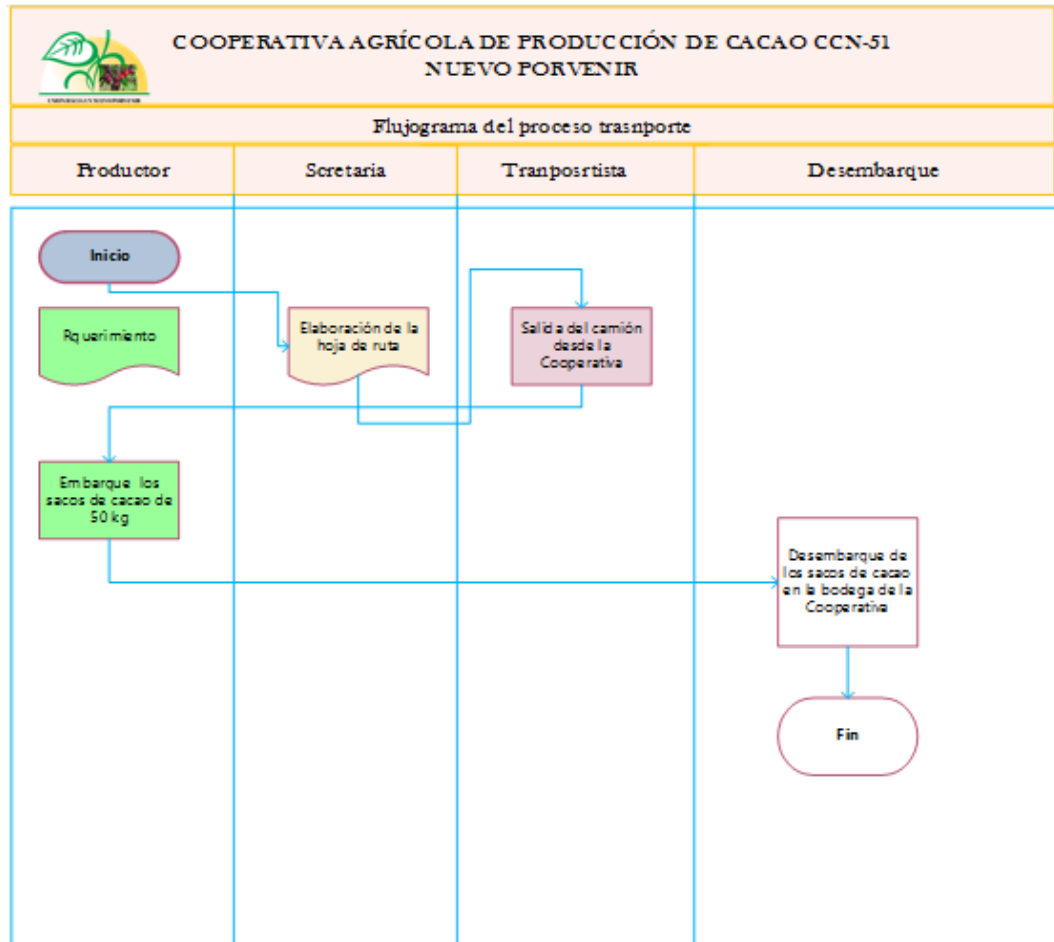 COOPERATIVA AGRÍCOLA DE PRODUCCIÓN DE CACAO CCN-51
NUEVO PORVENIR
Flujograma del proceso trasnporte
Productor
Scretaria
Tranposrtista
Desembarque
Inicio
Rquerimiento
Elaboración de la
hoja de ruta
Salida del camión
desde la
Cooperativa
Embarque los
sacos de cacao de
50 kg
Desembarque de
los sacos de cacao
en la bodega de la
Cooperativa
Fin